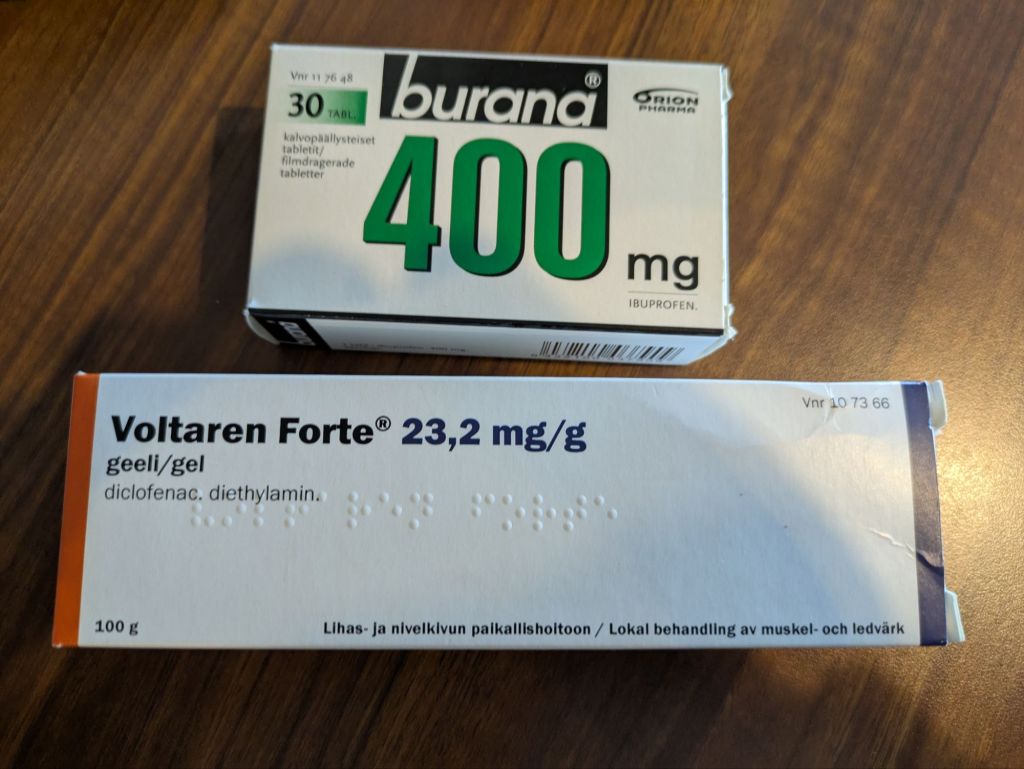 Vnr 11 76 48
burana®
ORION
PHARMA
30 TABL.
kalvopäällysteiset
tabletit/
filmdragerade
tabletter
400 mg
IBUPROFEN.
Vnr 10 73 66
Voltaren Forte® 23,2 mg/g
geeli/gel
diclofenac. diethylamin.
100 g
Lihas- ja nivelkivun paikallishoitoon / Lokal behandling av muskel- och ledvärk